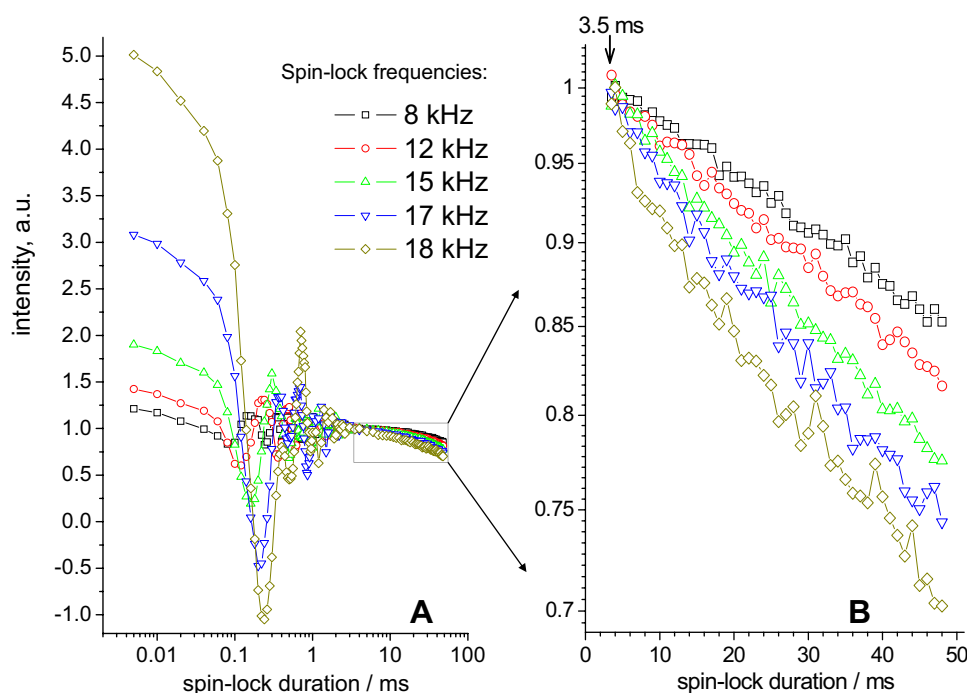 5.0
4.5
4.0
3.5
3.0
2.5
2.0
1.5
1.0
0.5
0.0
-0.5
-1.0
intensity, a.u.
0.01 0.1 1 10 100
spin-lock duration / ms
Spin-lock frequencies:
8 kHz
12 kHz
15 kHz
17 kHz
18 kHz
A
3.5 ms
1
0.95
0.9
0.85
0.8
0.75
0.7
B
0 10 20 30 40 50
spin-lock duration / ms